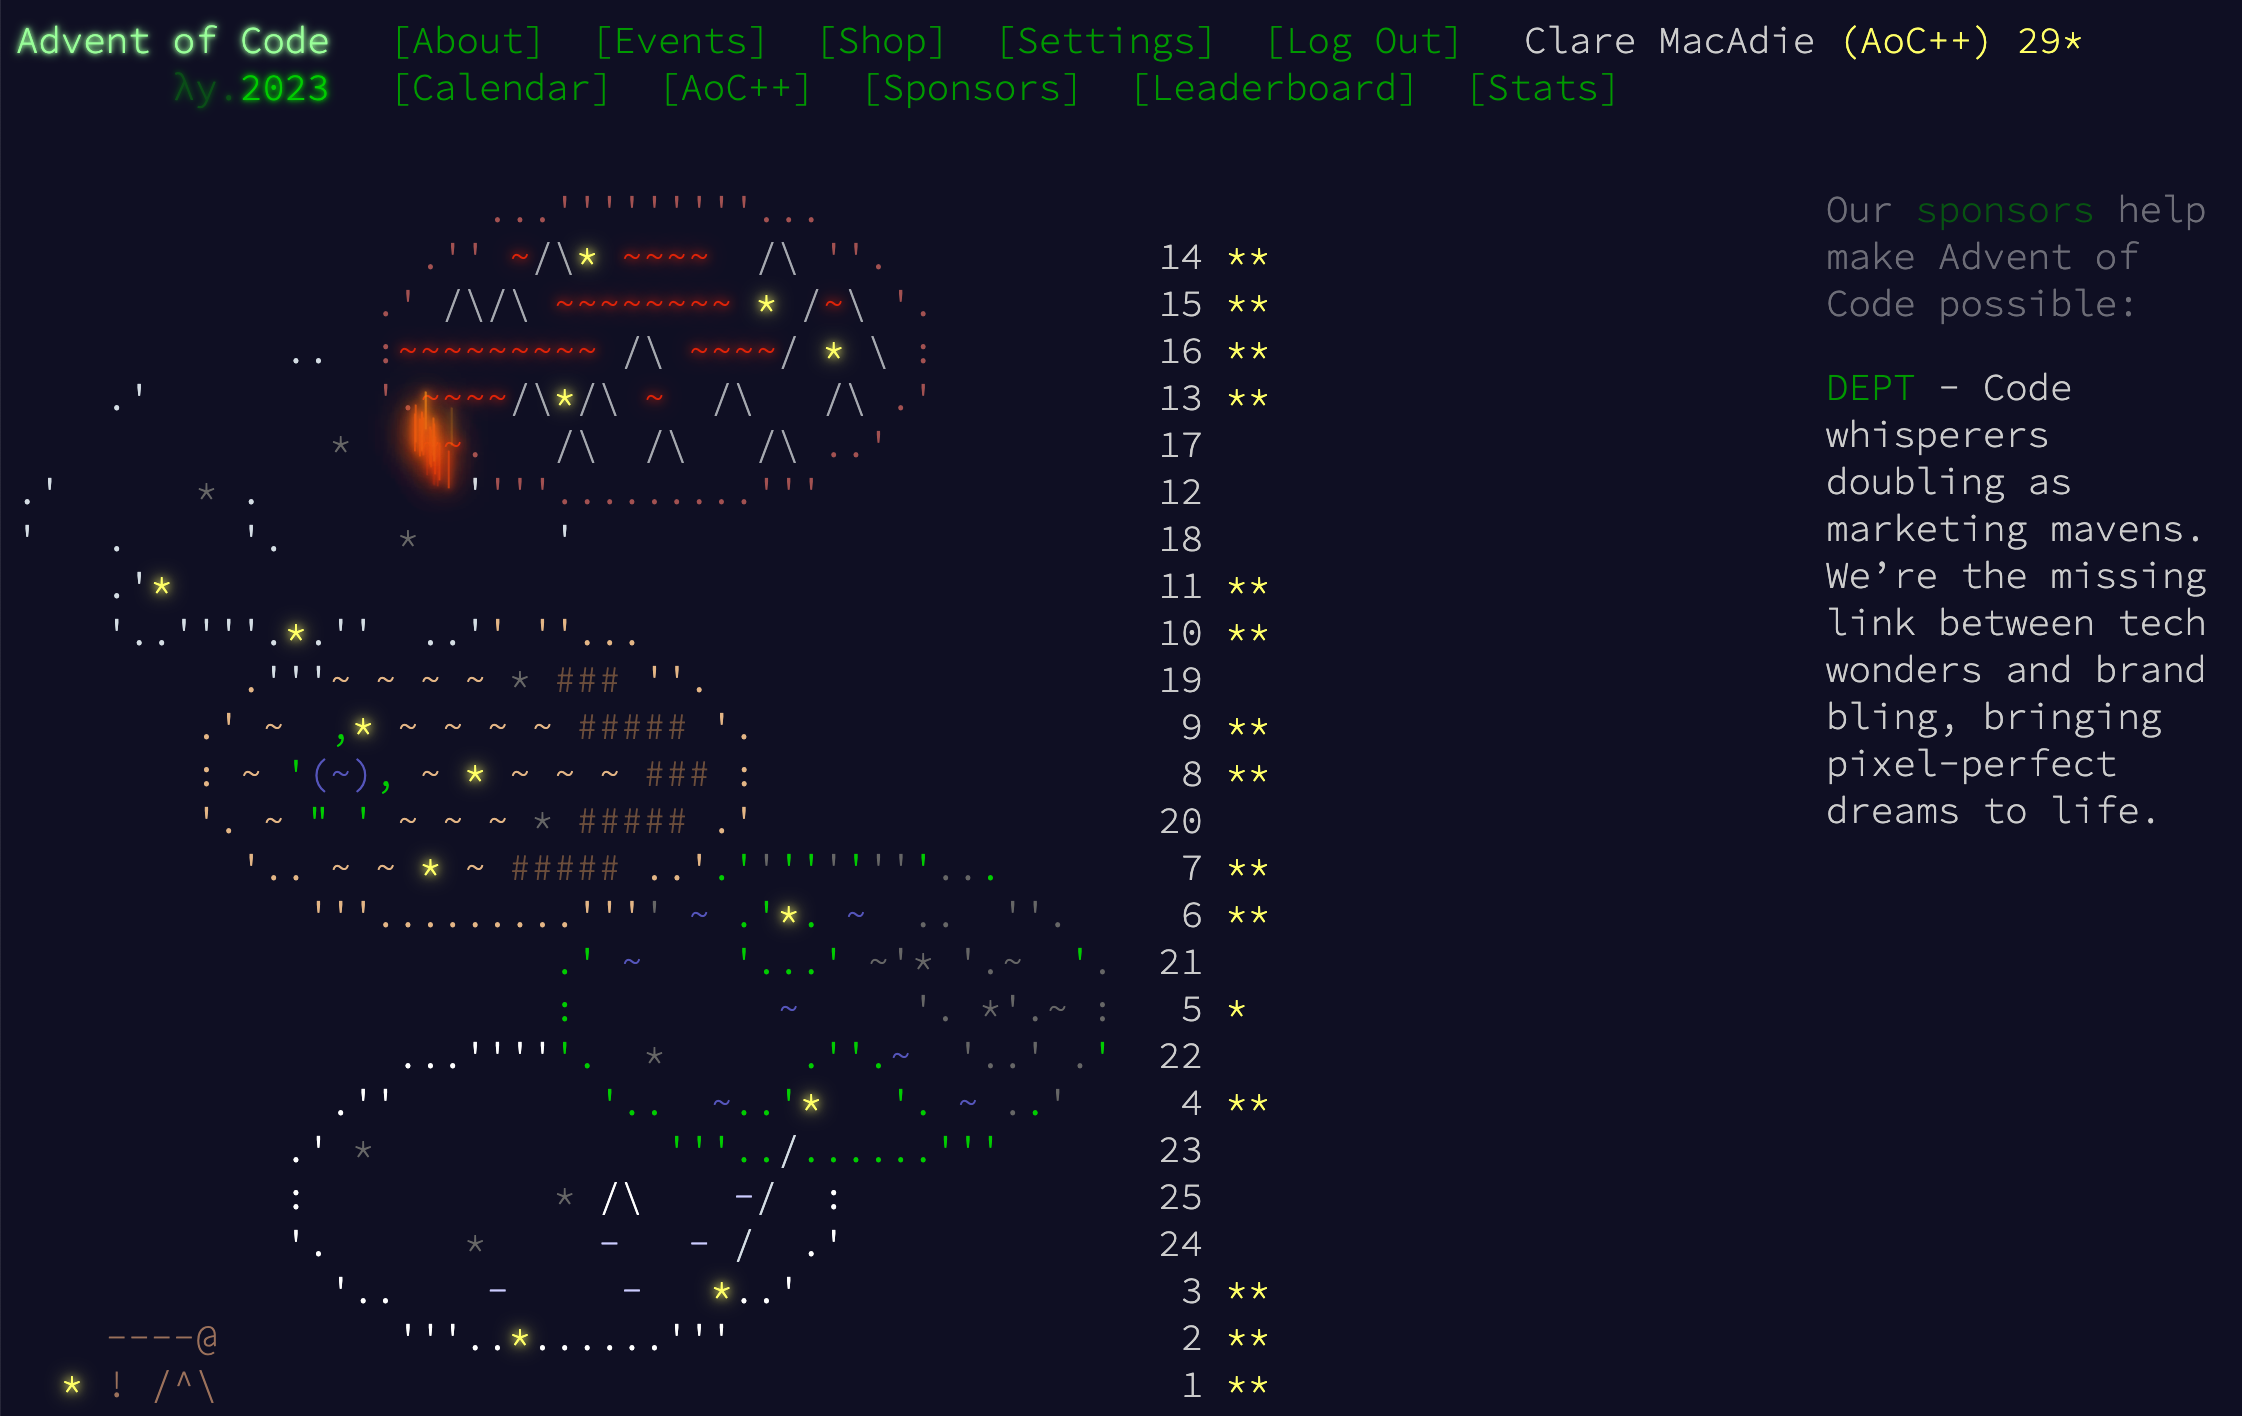 Advent of Code [About] [Events] [Shop] [Settings] [Log Out] Clare MacAdie (AoC++) 29*
λy.2023 [Calendar] [AoC++] [Sponsors] [Leaderboard] [Stats]
14 **
15 **
16 **
13 **
17
12
18
11 **
10 **
19
9 **
8 **
20
7 **
6 **
21
5 *
22
4 **
23
25
24
3 **
2 **
1 **
Our sponsors help
make Advent of
Code possible:
DEPT - Code
whisperers
doubling as
marketing mavens.
We’re the missing
link between tech
wonders and brand
bling, bringing
pixel-perfect
dreams to life.